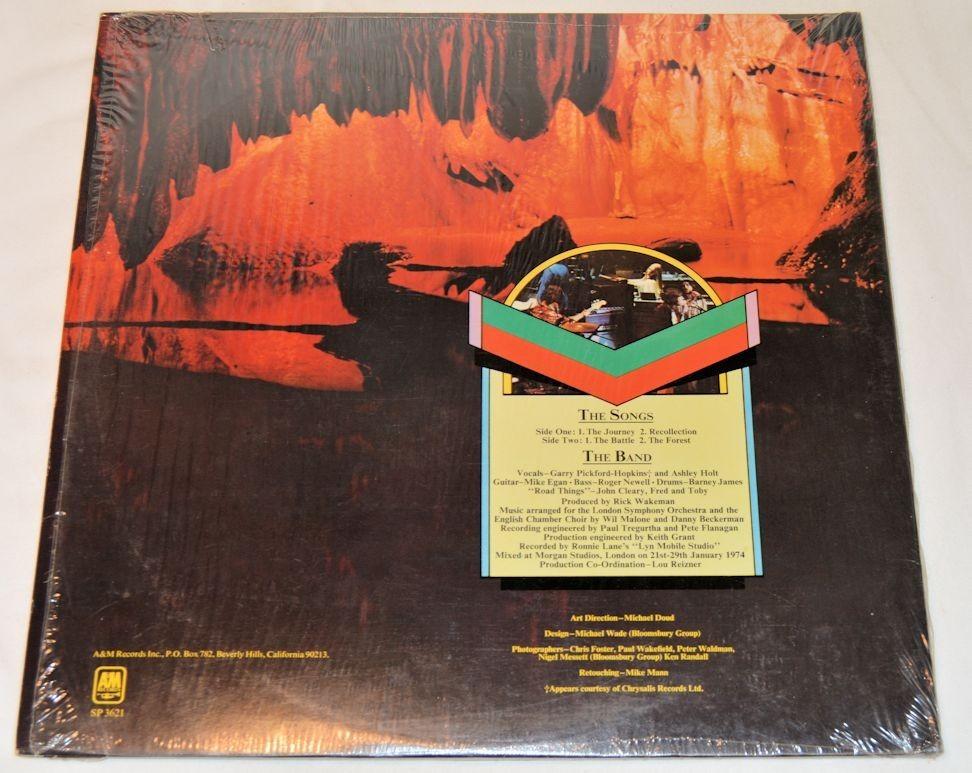 THE SONGS
Side One: 1. The Journey 2. Recollection
Side Two: 1. The Battle 2. The Forest
THE BAND
Vocals–Garry Pickford-Hopkins† and Ashley Holt
Guitar–Mike Egan • Bass–Roger Newell • Drums–Barney James
"Road Things"–John Cleary, Fred and Toby
Produced by Rick Wakeman
Music arranged for the London Symphony Orchestra and the
English Chamber Choir by Wil Malone and Danny Beckerman
Recording engineered by Paul Tregurtha and Pete Flanagan
Production engineered by Keith Grant
Recorded by Ronnie Lane's "Lyn Mobile Studio"
Mixed at Morgan Studios, London on 21st-29th January 1974
Production Co-Ordination–Lou Reizner
Art Direction–Michael Doud
Design–Michael Wade (Bloomsbury Group)
Photographers–Chris Foster, Paul Wakefield, Peter Waldman,
Nigel Messett (Bloomsbury Group) Ken Randall
Retouching–Mike Mann
†Appears courtesy of Chrysalis Records Ltd.
A&M Records Inc., P.O. Box 782, Beverly Hills, California 90213.
A&M
SP 3621